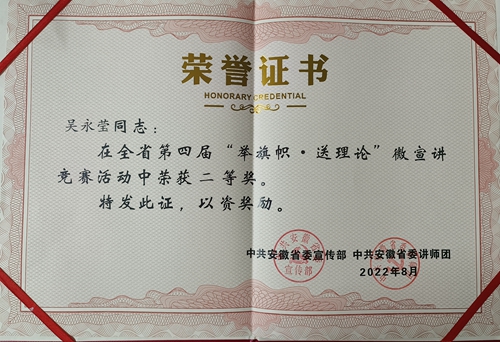 荣誉证书
HONORARY CREDENTIAL
吴永莹同志：
在全省第四届“举旗帜·送理论”微宣讲
竞赛活动中荣获二等奖。
特发此证，以资奖励。
中共安徽省委宣传部 中共安徽省委讲师团
2022年8月